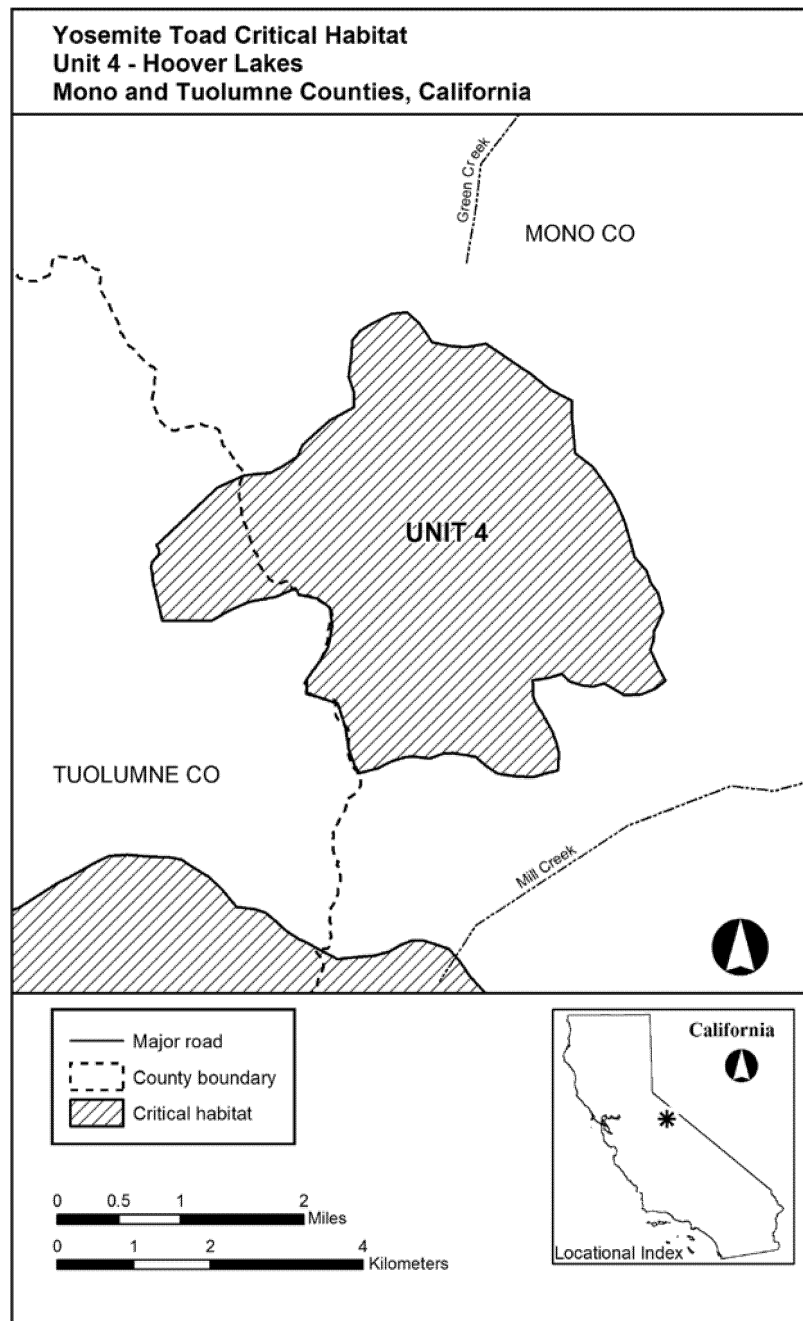 Yosemite Toad Critical Habitat
Unit 4 - Hoover Lakes
Mono and Tuolumne Counties, California
Green Creek
MONO CO
UNIT 4
TUOLUMNE CO
Mill Creek
Major road
County boundary
Critical habitat
California
Locational Index
0 0.5 1 2
Miles
0 1 2 4
Kilometers